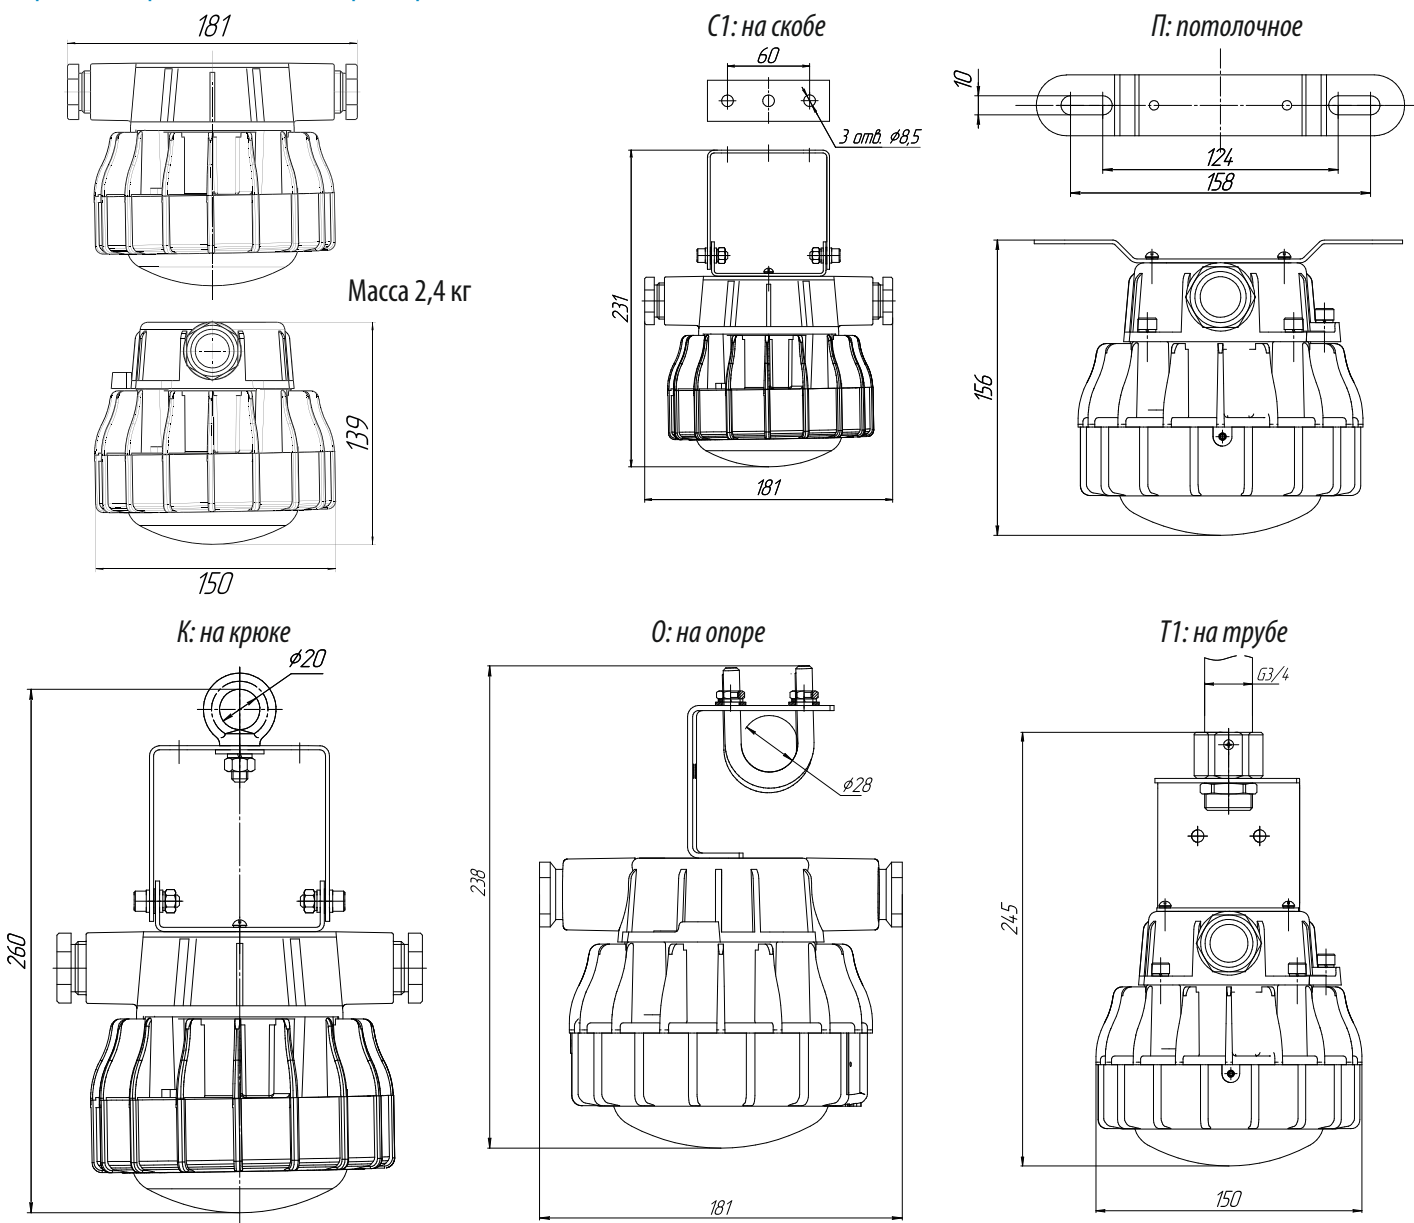 181
Масса 2,4 кг
139
150
С1: на скобе
60
3 отв. ⌀8,5
231
181
П: потолочное
10
124
158
156
К: на крюке
⌀20
260
О: на опоре
⌀28
238
181
Т1: на трубе
G3/4
245
150